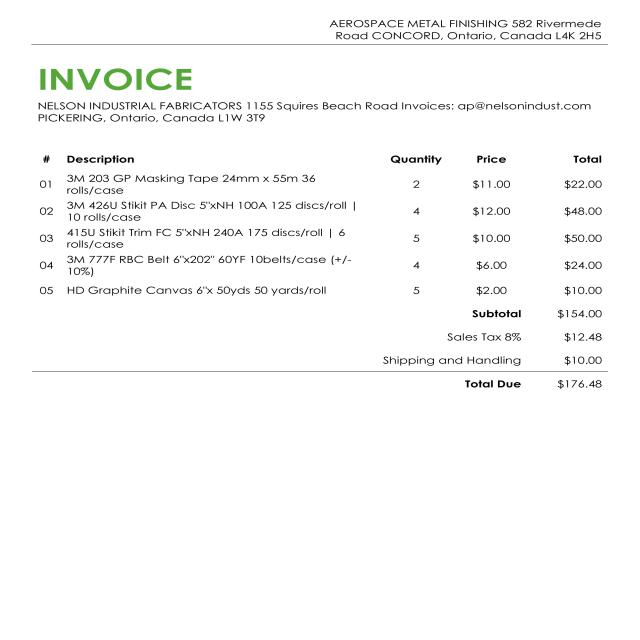 AEROSPACE METAL FINISHING 582 Rivermede
Road CONCORD, Ontario, Canada L4K 2H5
INVOICE
NELSON INDUSTRIAL FABRICATORS 1155 Squires Beach Road Invoices: ap@nelsonindust.com
PICKERING, Ontario, Canada L1W 3T9
# Description Quantity Price Total
01 3M 203 GP Masking Tape 24mm x 55m 36 rolls/case 2 $11.00 $22.00
02 3M 426U Stikit PA Disc 5"xNH 100A 125 discs/roll | 10 rolls/case 4 $12.00 $48.00
03 415U Stikit Trim FC 5"xNH 240A 175 discs/roll | 6 rolls/case 5 $10.00 $50.00
04 3M 777F RBC Belt 6"x202" 60YF 10belts/case (+/- 10%) 4 $6.00 $24.00
05 HD Graphite Canvas 6"x 50yds 50 yards/roll 5 $2.00 $10.00
Subtotal $154.00
Sales Tax 8% $12.48
Shipping and Handling $10.00
Total Due $176.48